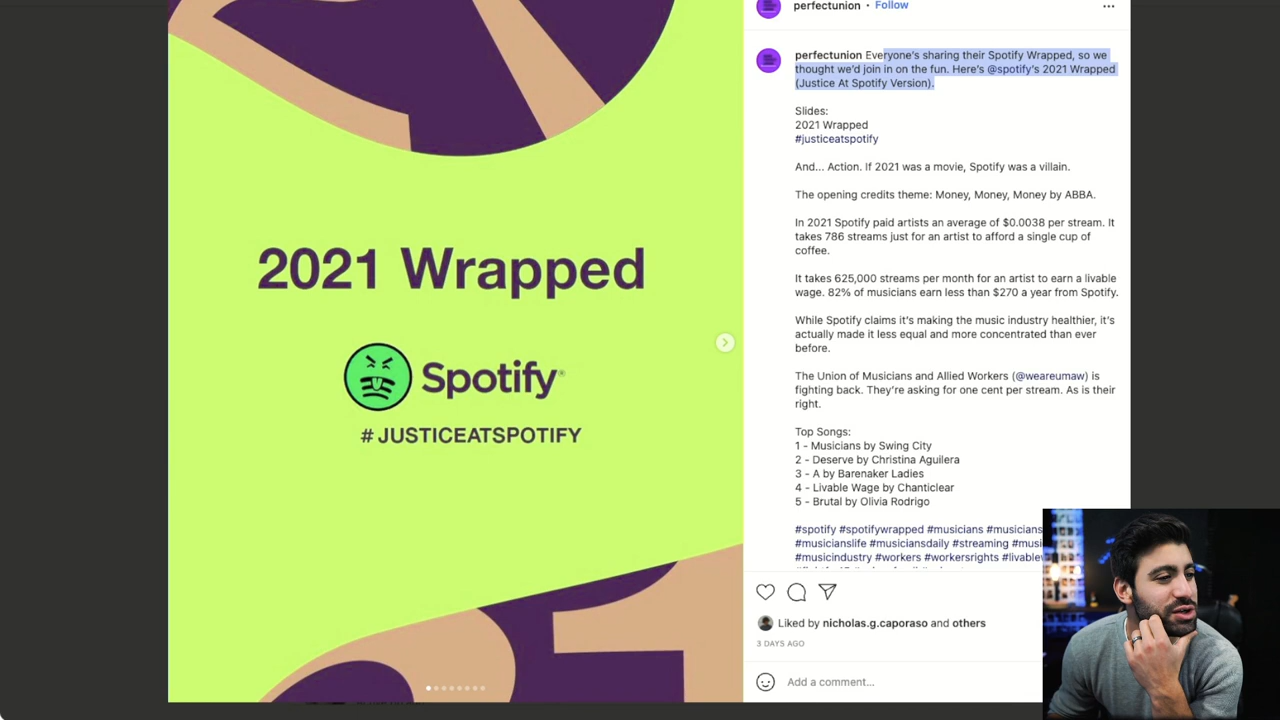 2021 Wrapped
Spotify®
# JUSTICEATSPOTIFY
perfectunion • Follow
perfectunion Everyone's sharing their Spotify Wrapped, so we
thought we'd join in on the fun. Here's @spotify's 2021 Wrapped
(Justice At Spotify Version).
Slides:
2021 Wrapped
#justiceatspotify
And... Action. If 2021 was a movie, Spotify was a villain.
The opening credits theme: Money, Money, Money by ABBA.
In 2021 Spotify paid artists an average of $0.0038 per stream. It
takes 786 streams just for an artist to afford a single cup of
coffee.
It takes 625,000 streams per month for an artist to earn a livable
wage. 82% of musicians earn less than $270 a year from Spotify.
While Spotify claims it's making the music industry healthier, it's
actually made it less equal and more concentrated than ever
before.
The Union of Musicians and Allied Workers (@weareumaw) is
fighting back. They're asking for one cent per stream. As is their
right.
Top Songs:
1 - Musicians by Swing City
2 - Deserve by Christina Aguilera
3 - A by Barenaker Ladies
4 - Livable Wage by Chanticlear
5 - Brutal by Olivia Rodrigo
#spotify #spotifywrapped #musicians #musicians
#musicianslife #musiciansdaily #streaming #musi
#musicindustry #workers #workersrights #livable
Liked by nicholas.g.caporaso and others
3 DAYS AGO
Add a comment...